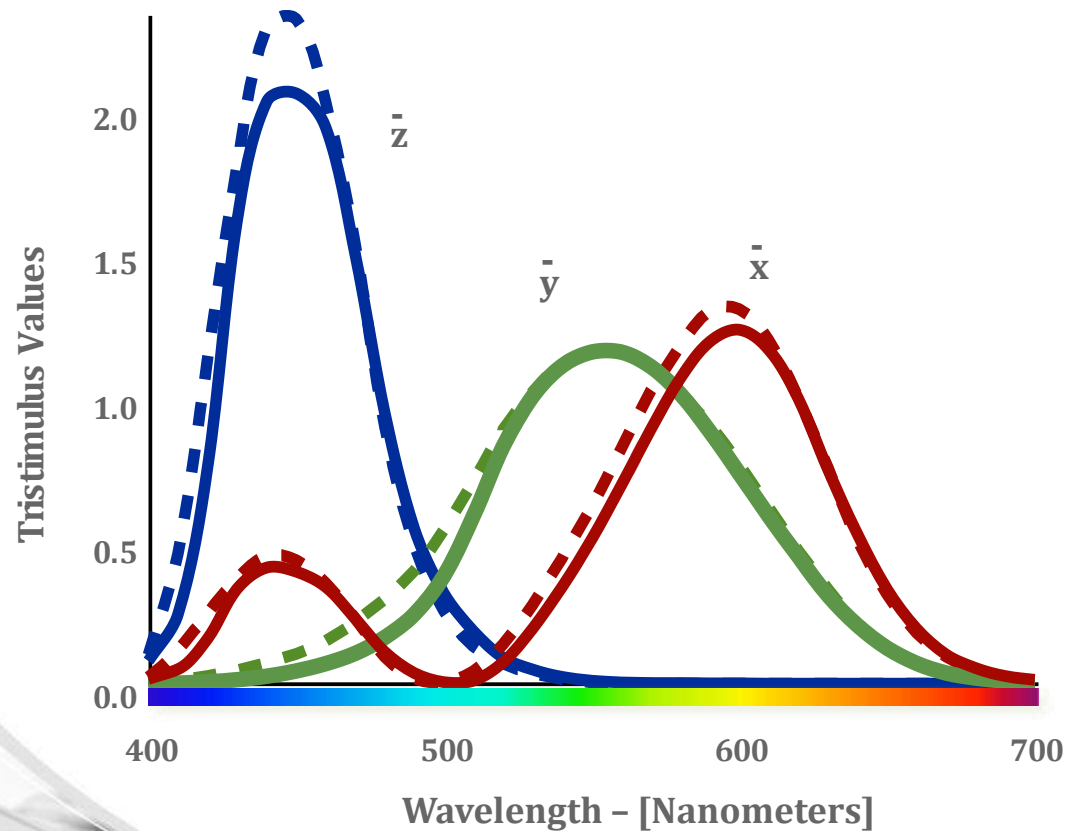 z̄
2.0
x̄
ȳ
1.5
1.0
0.5
0.0
Tristimulus Values
400 500 600 700
Wavelength – [Nanometers]